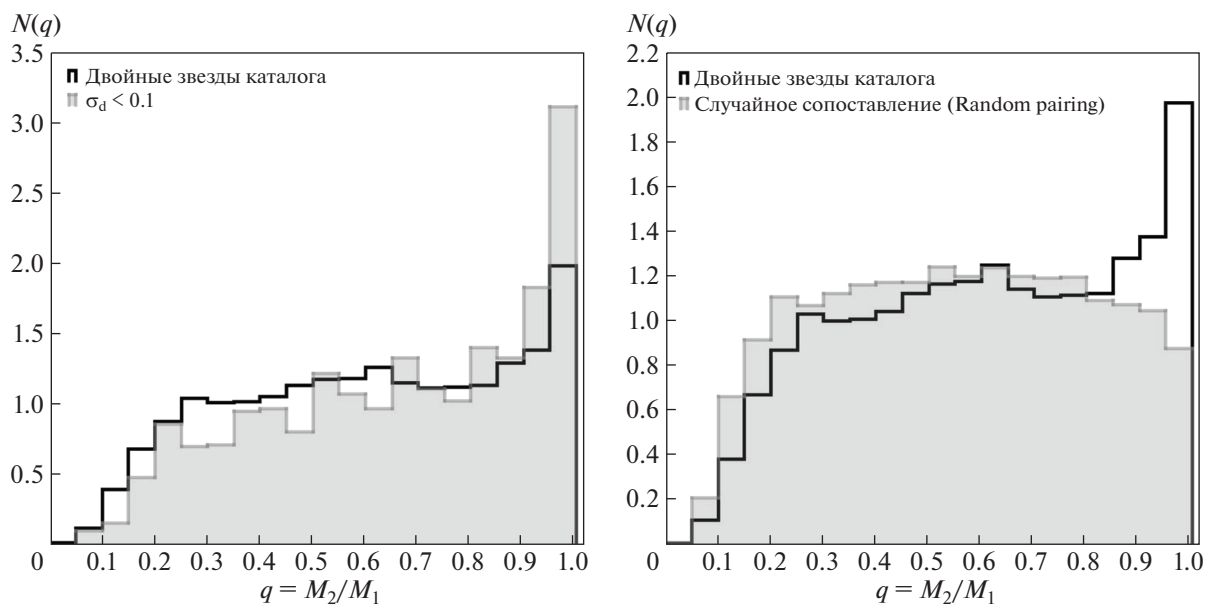 N(q)
3.5
3.0
2.5
2.0
1.5
1.0
0.5
0
Двойные звезды каталога
σd < 0.1
0.1 0.2 0.3 0.4 0.5 0.6 0.7 0.8 0.9 1.0
q = M2/M1
N(q)
2.2
2.0
1.8
1.6
1.4
1.2
1.0
0.8
0.6
0.4
0.2
0
Двойные звезды каталога
Случайное сопоставление (Random pairing)
0.1 0.2 0.3 0.4 0.5 0.6 0.7 0.8 0.9 1.0
q = M2/M1